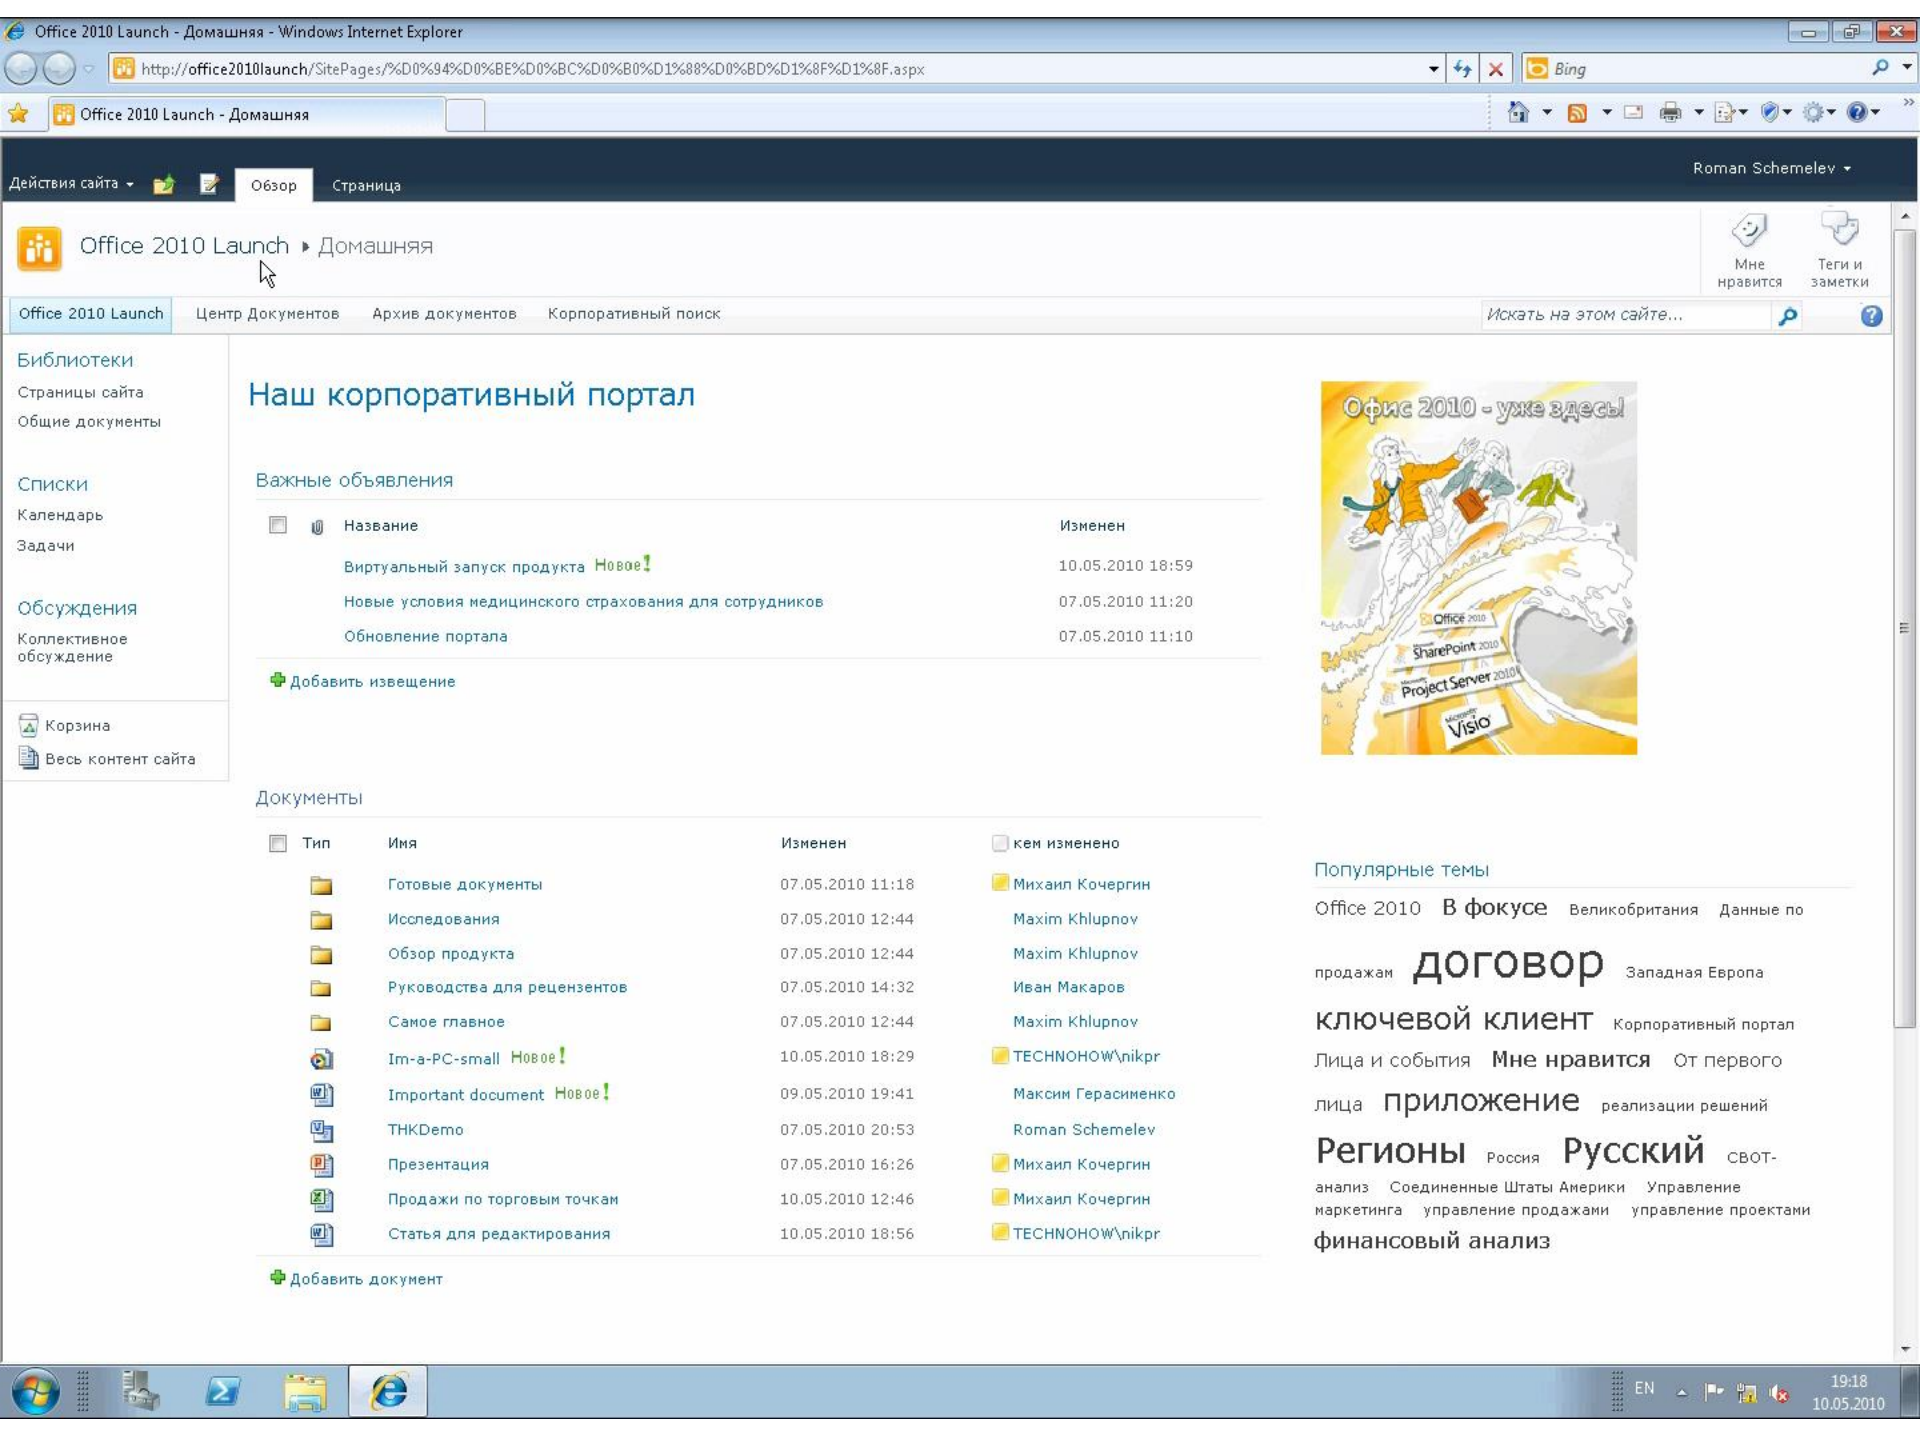 Office 2010 Launch - Домашняя - Windows Internet Explorer
http://office2010launch/SitePages/%D0%94%D0%BE%D0%BC%D0%B0%D1%88%D0%BD%D1%8F%D1%8F.aspx
Bing
Office 2010 Launch - Домашняя
Roman Schemelev
Действия сайта
Обзор
Страница
Office 2010 Launch
Домашняя
Мне нравится
Теги и заметки
Office 2010 Launch
Центр Документов
Архив документов
Корпоративный поиск
Искать на этом сайте...
Библиотеки
Страницы сайта
Общие документы
Списки
Календарь
Задачи
Обсуждения
Коллективное
обсуждение
Корзина
Весь контент сайта
Наш корпоративный портал
Важные объявления
Название Изменен
Виртуальный запуск продукта Новое! 10.05.2010 18:59
Новые условия медицинского страхования для сотрудников 07.05.2010 11:20
Обновление портала 07.05.2010 11:10
Добавить извещение
Документы
Тип Имя Изменен кем изменено
Готовые документы 07.05.2010 11:18 Михаил Кочергин
Исследования 07.05.2010 12:44 Maxim Khlupnov
Обзор продукта 07.05.2010 12:44 Maxim Khlupnov
Руководства для рецензентов 07.05.2010 14:32 Иван Макаров
Самое главное 07.05.2010 12:44 Maxim Khlupnov
Im-a-PC-small Новое! 10.05.2010 18:29 TECHNOHOW\nikpr
Important document Новое! 09.05.2010 19:41 Максим Герасименко
THKDemo 07.05.2010 20:53 Roman Schemelev
Презентация 07.05.2010 16:26 Михаил Кочергин
Продажи по торговым точкам 10.05.2010 12:46 Михаил Кочергин
Статья для редактирования 10.05.2010 18:56 TECHNOHOW\nikpr
Добавить документ
Офис 2010 - уже здесь!
Office 2010
SharePoint 2010
Project Server 2010
Microsoft
Visio
Популярные темы
Office 2010 В фокусе Великобритания Данные по
продажам договор Западная Европа
ключевой клиент Корпоративный портал
Лица и события Мне нравится От первого
лица приложение реализации решений
Регионы Россия Русский СВОТ-
анализ Соединенные Штаты Америки Управление
маркетинга управление продажами управление проектами
финансовый анализ
EN
19:18
10.05.2010